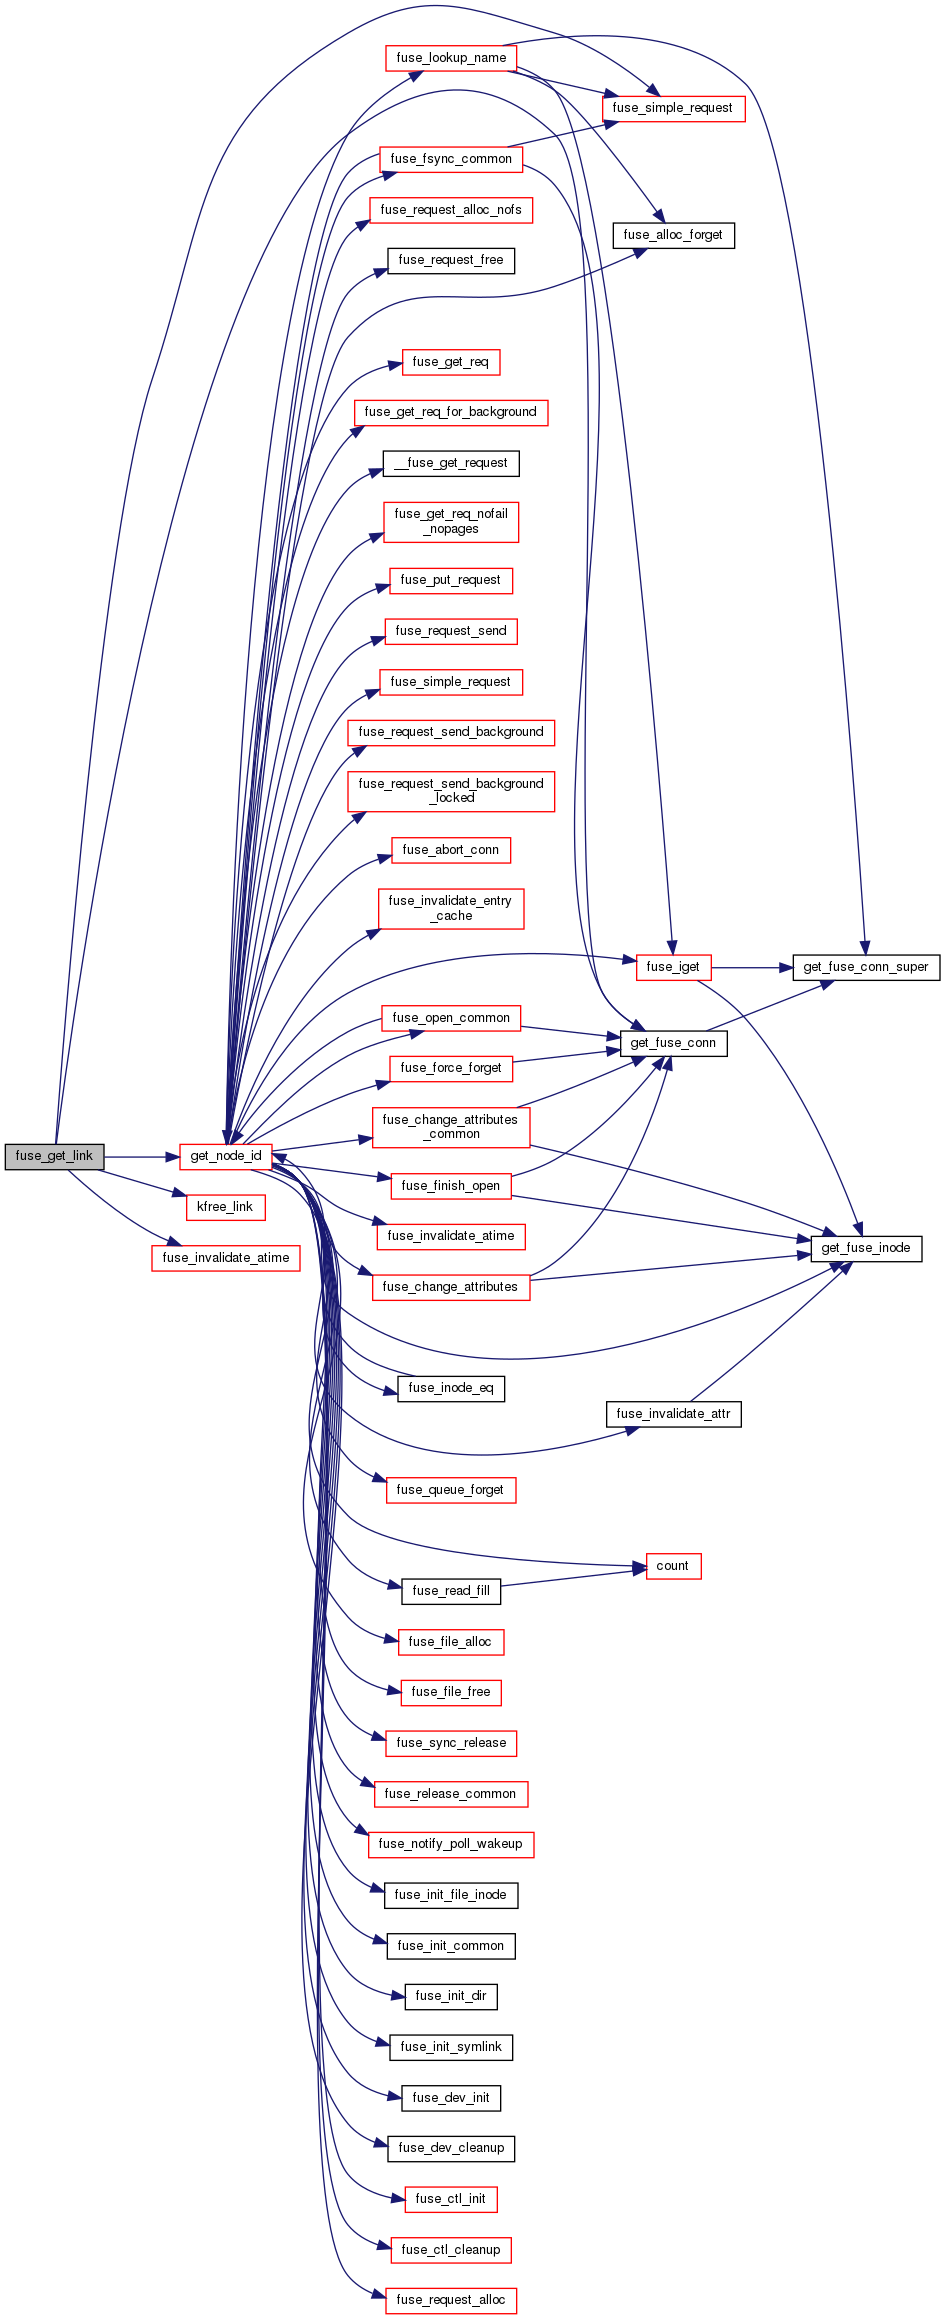 fuse_lookup_name
fuse_simple_request
fuse_fsync_common
fuse_request_alloc_nofs
fuse_alloc_forget
fuse_request_free
fuse_get_req
fuse_get_req_for_background
__fuse_get_request
fuse_get_req_nofail
_nopages
fuse_put_request
fuse_request_send
fuse_simple_request
fuse_request_send_background
fuse_request_send_background
_locked
fuse_abort_conn
fuse_invalidate_entry
_cache
fuse_iget
get_fuse_conn_super
fuse_open_common
get_fuse_conn
fuse_force_forget
fuse_change_attributes
_common
fuse_get_link
get_node_id
fuse_finish_open
kfree_link
fuse_invalidate_atime
get_fuse_inode
fuse_invalidate_atime
fuse_change_attributes
fuse_inode_eq
fuse_invalidate_attr
fuse_queue_forget
count
fuse_read_fill
fuse_file_alloc
fuse_file_free
fuse_sync_release
fuse_release_common
fuse_notify_poll_wakeup
fuse_init_file_inode
fuse_init_common
fuse_init_dir
fuse_init_symlink
fuse_dev_init
fuse_dev_cleanup
fuse_ctl_init
fuse_ctl_cleanup
fuse_request_alloc